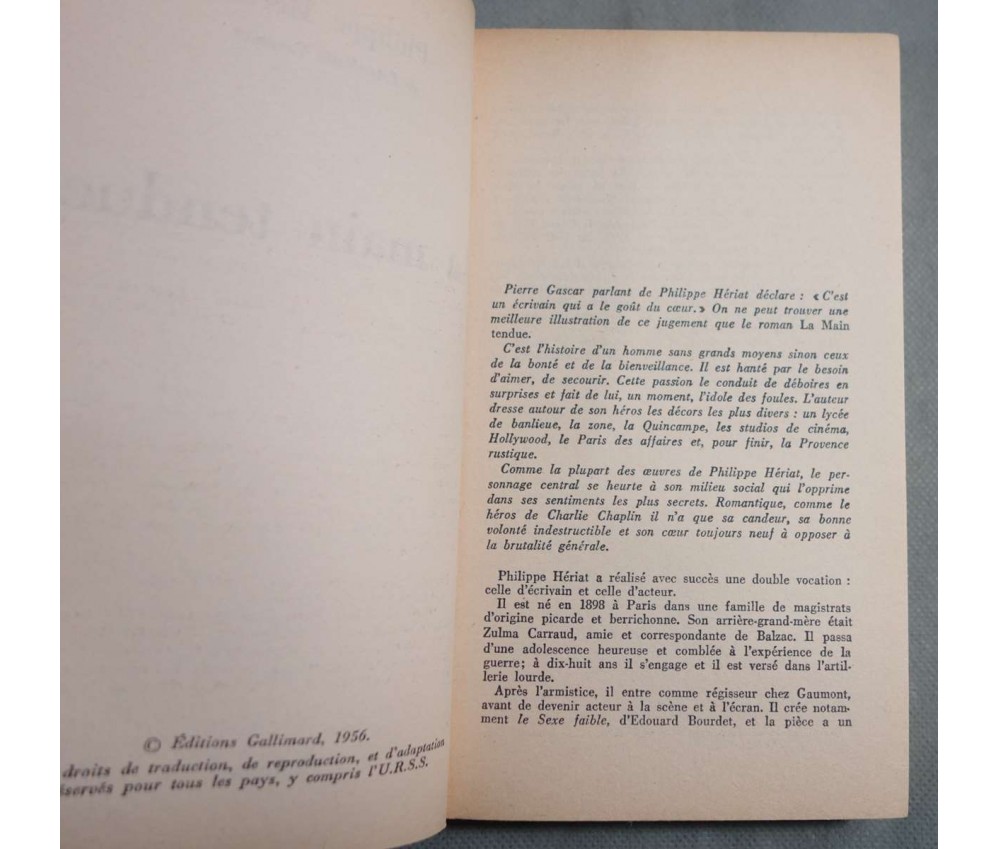 © Éditions Gallimard, 1956.
droits de traduction, de reproduction, et d'adaptation
réservés pour tous les pays, y compris l'U.R.S.S.
Pierre Gascar parlant de Philippe Hériat déclare : « C'est
un écrivain qui a le goût du cœur.» On ne peut trouver une
meilleure illustration de ce jugement que le roman La Main
tendue.
C'est l'histoire d'un homme sans grands moyens sinon ceux
de la bonté et de la bienveillance. Il est hanté par le besoin
d'aimer, de secourir. Cette passion le conduit de déboires en
surprises et fait de lui, un moment, l'idole des foules. L'auteur
dresse autour de son héros les décors les plus divers : un lycée
de banlieue, la zone, la Quincampe, les studios de cinéma,
Hollywood, le Paris des affaires et, pour finir, la Provence
rustique.
Comme la plupart des œuvres de Philippe Hériat, le per-
sonnage central se heurte à son milieu social qui l'opprime
dans ses sentiments les plus secrets. Romantique, comme le
héros de Charlie Chaplin il n'a que sa candeur, sa bonne
volonté indestructible et son cœur toujours neuf à opposer à
la brutalité générale.
Philippe Hériat a réalisé avec succès une double vocation :
celle d'écrivain et celle d'acteur.
Il est né en 1898 à Paris dans une famille de magistrats
d'origine picarde et berrichonne. Son arrière-grand-mère était
Zulma Carraud, amie et correspondante de Balzac. Il passa
d'une adolescence heureuse et comblée à l'expérience de la
guerre; à dix-huit ans il s'engage et il est versé dans l'artil-
lerie lourde.
Après l'armistice, il entre comme régisseur chez Gaumont,
avant de devenir acteur à la scène et à l'écran. Il crée notam-
ment le Sexe faible, d'Edouard Bourdet, et la pièce a un